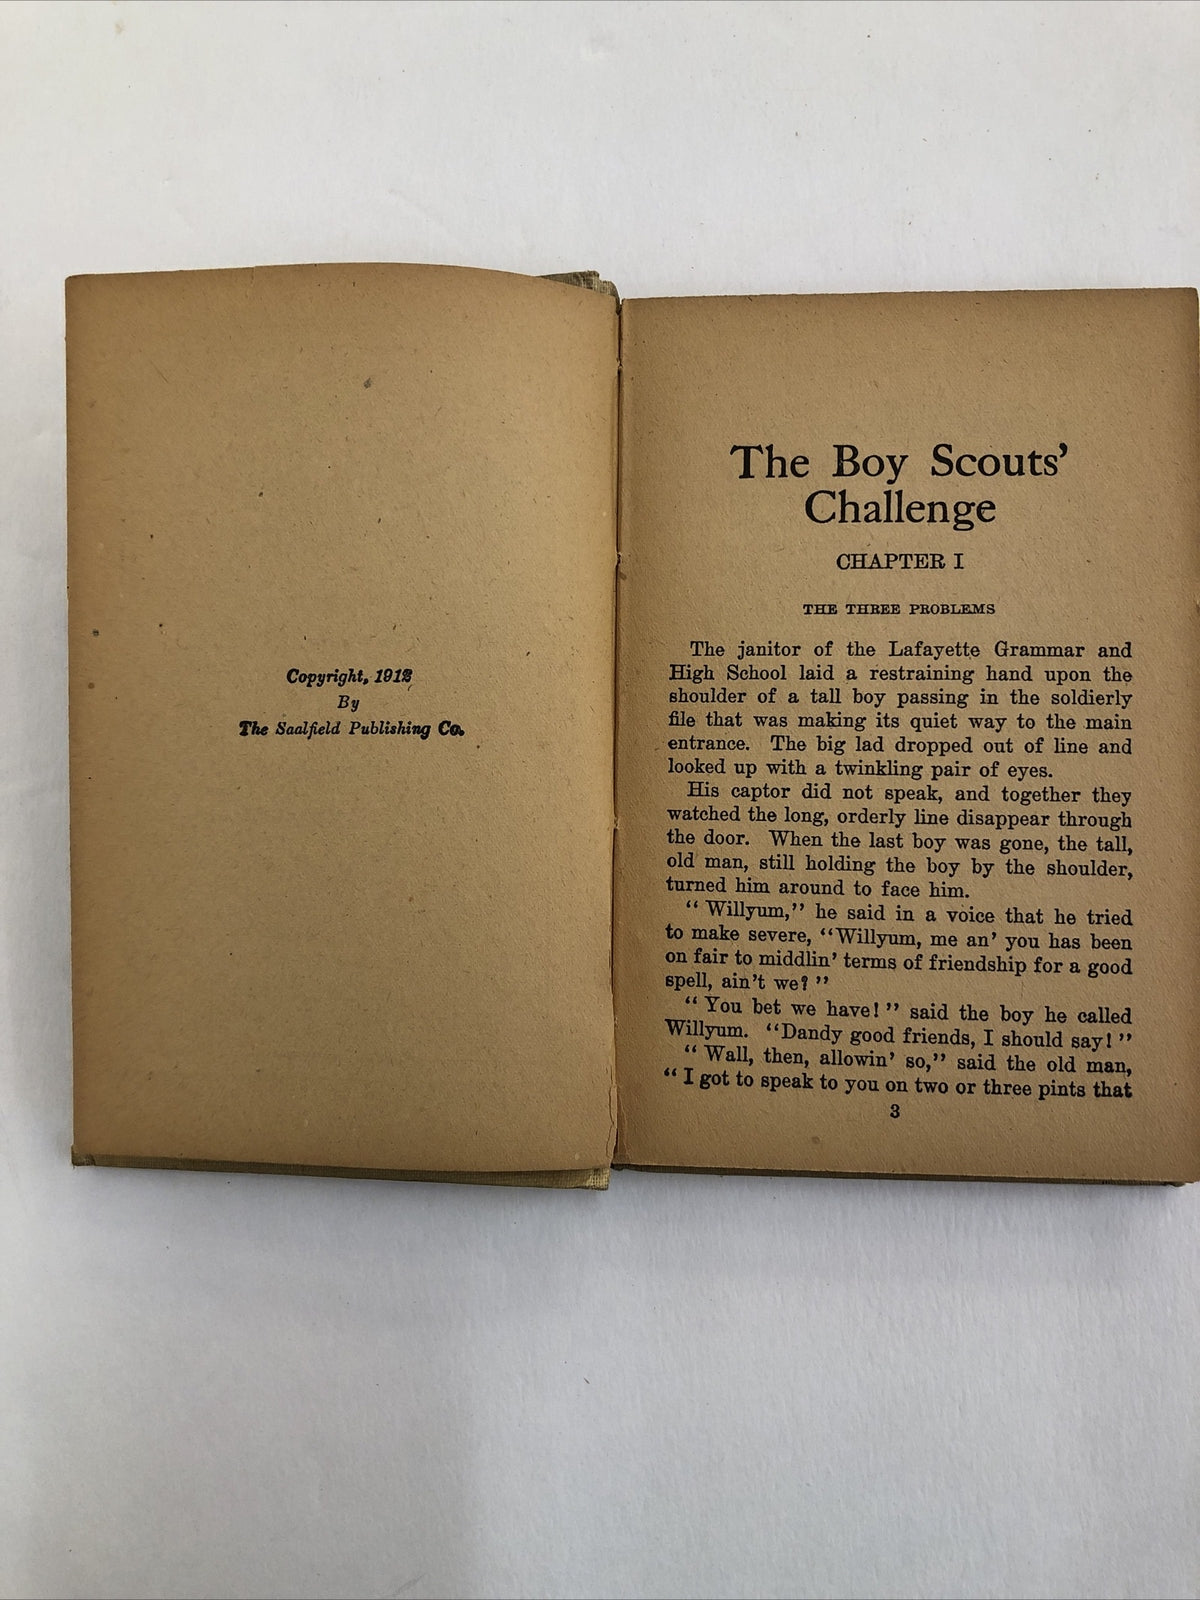 Copyright, 1912
By
The Saalfield Publishing Co.
The Boy Scouts'
Challenge
CHAPTER I
THE THREE PROBLEMS
The janitor of the Lafayette Grammar and
High School laid a restraining hand upon the
shoulder of a tall boy passing in the soldierly
file that was making its quiet way to the main
entrance. The big lad dropped out of line and
looked up with a twinkling pair of eyes.
His captor did not speak, and together they
watched the long, orderly line disappear through
the door. When the last boy was gone, the tall,
old man, still holding the boy by the shoulder,
turned him around to face him.
"Willyum," he said in a voice that he tried
to make severe, "Willyum, me an' you has been
on fair to middlin' terms of friendship for a good
spell, ain't we?"
"You bet we have!" said the boy he called
Willyum. "Dandy good friends, I should say!"
"Wall, then, allowin' so," said the old man,
"I got to speak to you on two or three pints that
3